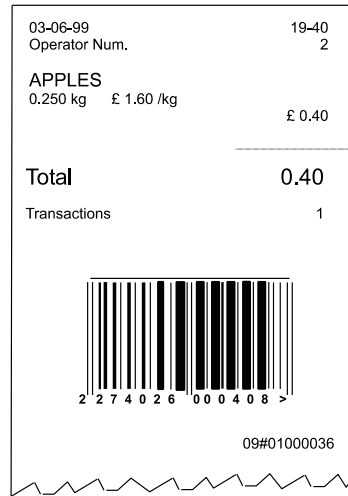 03-06-99 19-40
Operator Num. 2
APPLES
0.250 kg £ 1.60 /kg
£ 0.40
Total 0.40
Transactions 1
2 274026 000408 >
09#01000036